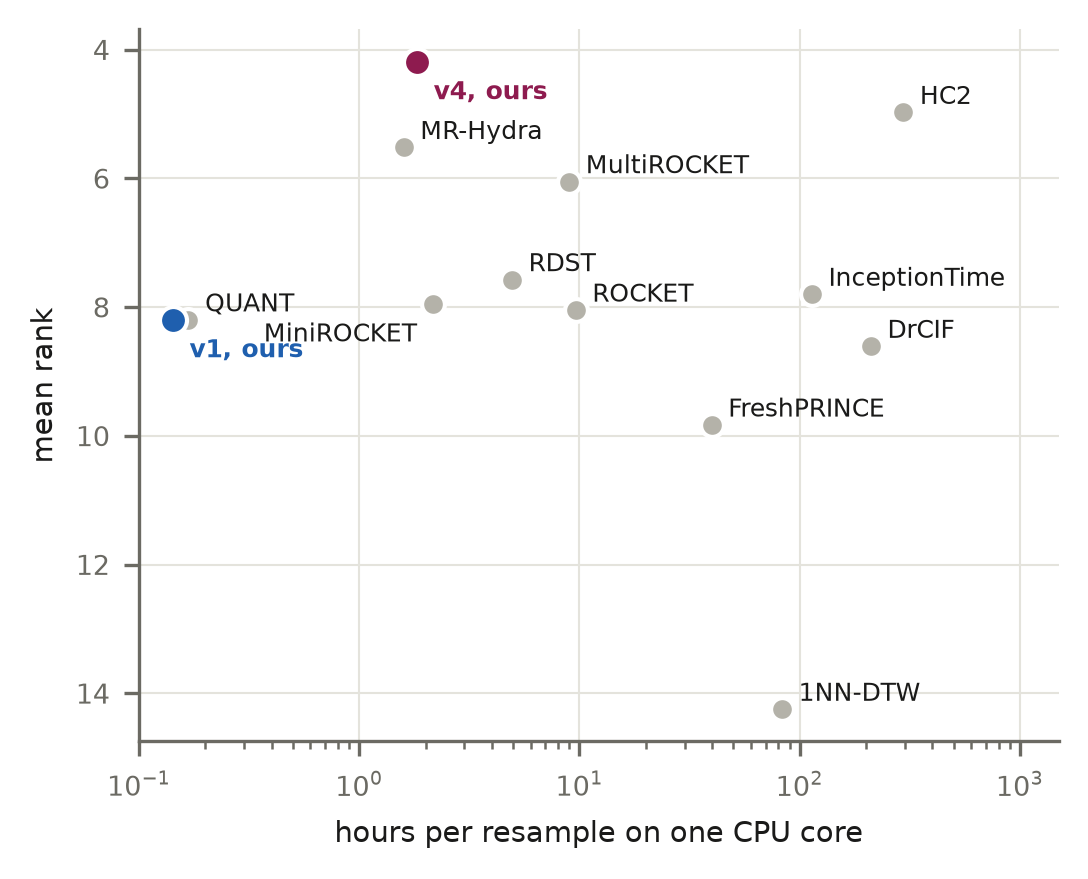 4
v4, ours
HC2
MR-Hydra
MultiROCKET
6
RDST
InceptionTime
ROCKET
QUANT
8
MiniROCKET
DrCIF
v1, ours
FreshPRINCE
10
12
1NN-DTW
14
mean rank
10⁻¹ 10⁰ 10¹ 10² 10³
hours per resample on one CPU core